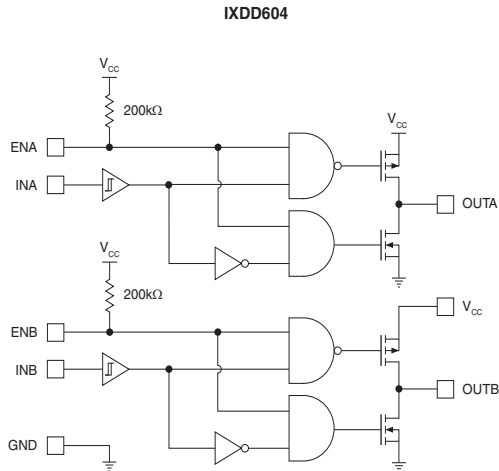 IXDD604
VCC
200kΩ
VCC
ENA
INA
OUTA
VCC
200kΩ
VCC
ENB
INB
OUTB
GND